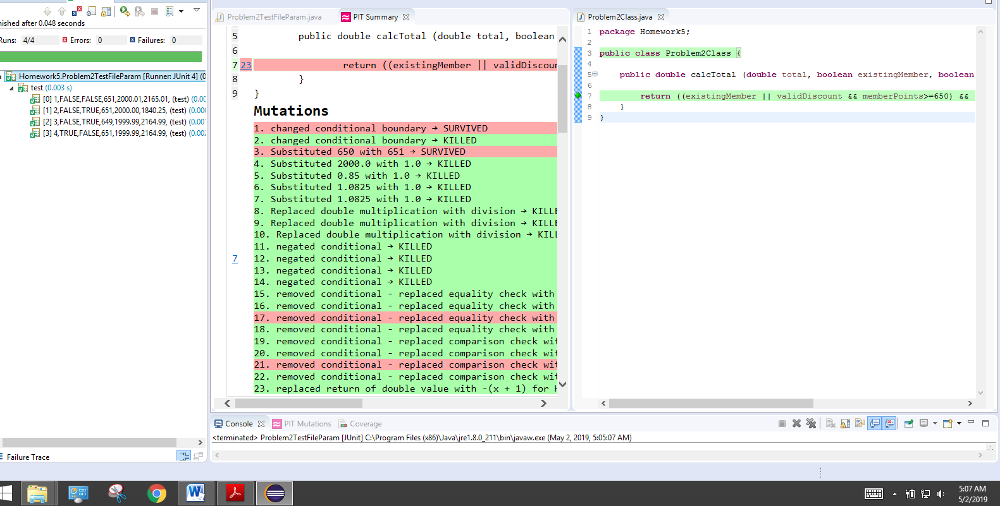 Problem2TestFileParam.java
PIT Summary
Problem2Class.java
nished after 0.048 seconds
Runns: 4/4 Errors: 0 Failures: 0
Homework5.Problem2TestFileParam [Runner: JUnit 4] (0
test (0.003 s)
[0] 1,FALSE,FALSE,651,2000.01,2165.01, (test) (0.00
[1] 2,FALSE,TRUE,651,2000.00,1840.25, (test) (0.00
[2] 3,FALSE,TRUE,649,1999.99,2164.99, (test) (0.00
[3] 4,TRUE,FALSE,651,1999.99,2164.99, (test) (0.00
Failure Trace
5 public double calcTotal (double total, boolean
6
7 23 return ((existingMember || validDiscour
8 }
9 }
Mutations
1. changed conditional boundary → SURVIVED
2. changed conditional boundary → KILLED
3. Substituted 650 with 651 → SURVIVED
4. Substituted 2000.0 with 1.0 → KILLED
5. Substituted 0.85 with 1.0 → KILLED
6. Substituted 1.0825 with 1.0 → KILLED
7. Substituted 1.0825 with 1.0 → KILLED
8. Replaced double multiplication with division → KILLE
9. Replaced double multiplication with division → KILLE
10. Replaced double multiplication with division → KILL
11. negated conditional → KILLED
7 12. negated conditional → KILLED
13. negated conditional → KILLED
14. negated conditional → KILLED
15. removed conditional - replaced equality check with
16. removed conditional - replaced equality check with
17. removed conditional - replaced equality check with
18. removed conditional - replaced equality check with
19. removed conditional - replaced comparison check wit
20. removed conditional - replaced comparison check wit
21. removed conditional - replaced comparison check wit
22. removed conditional - replaced comparison check wit
23. replaced return of double value with -(x + 1) for H
1 package Homework5;
2
3 public class Problem2Class {
4
5 public double calcTotal (double total, boolean existingMember, boolean
6
7 return ((existingMember || validDiscount && memberPoints>=650) &&
8 }
9 }
Console
PIT Mutations
Coverage
<terminated> Problem2TestFileParam [JUnit] C:\Program Files (x86)\Java\jre1.8.0_211\bin\javaw.exe (May 2, 2019, 5:05:07 AM)
5:07 AM
5/2/2019